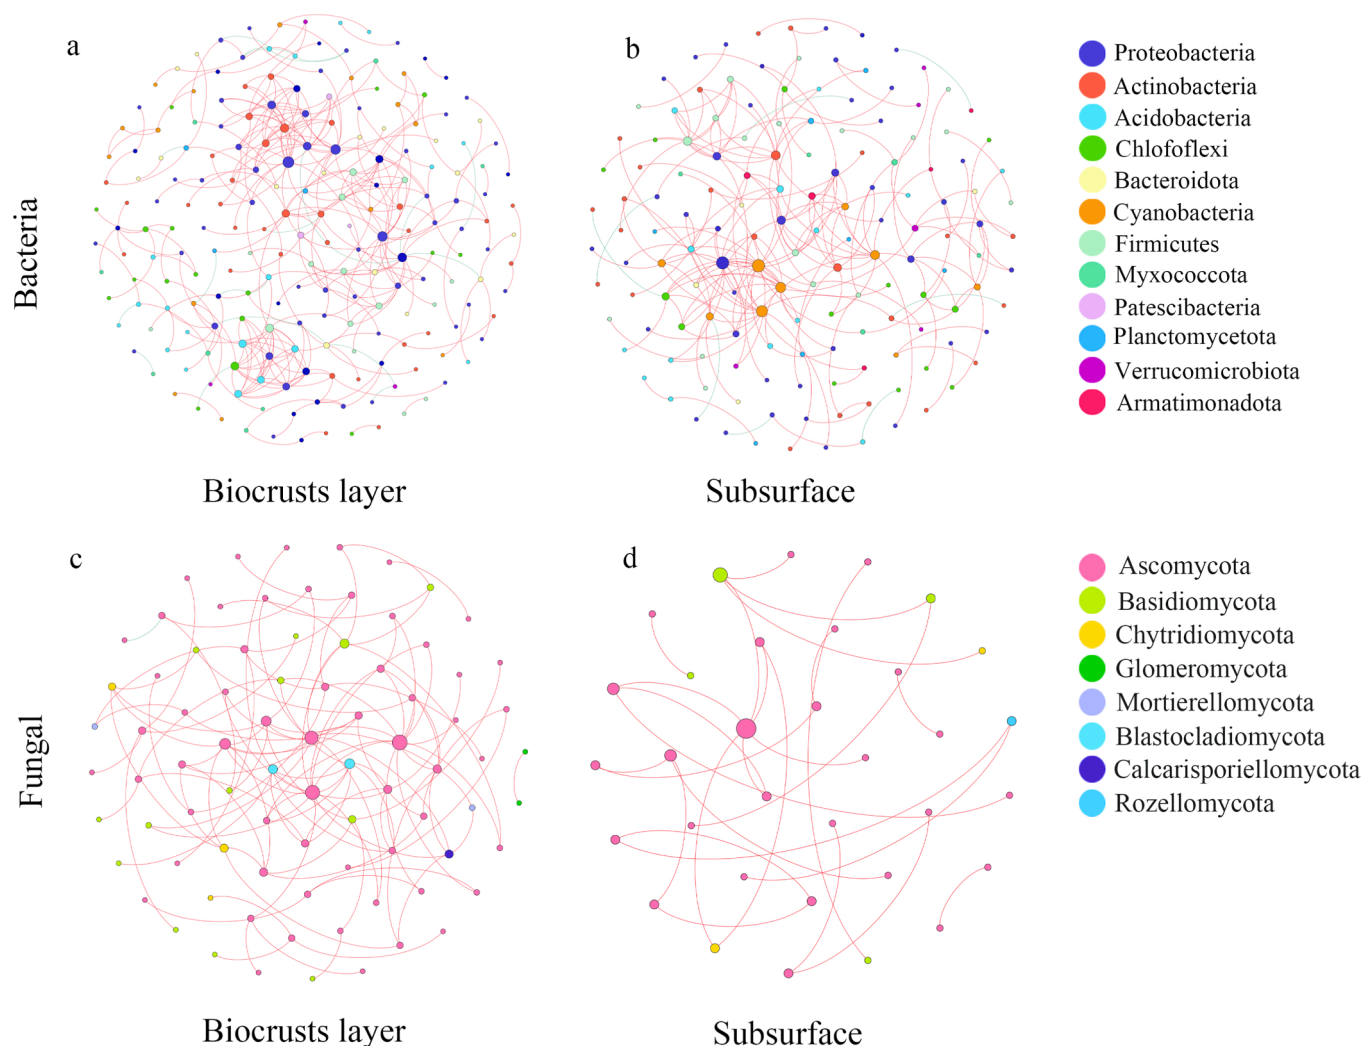 a
b
Bacteria
Proteobacteria
Actinobacteria
Acidobacteria
Chlofoflexi
Bacteroidota
Cyanobacteria
Firmicutes
Myxococcota
Patescibacteria
Planctomycetota
Verrucomicrobiota
Armatimonadota
Biocrusts layer
Subsurface
c
d
Fungal
Ascomycota
Basidiomycota
Chytridiomycota
Glomeromycota
Mortierellomycota
Blastocladiomycota
Calcarisporiellomycota
Rozellomycota
Biocrusts layer
Subsurface